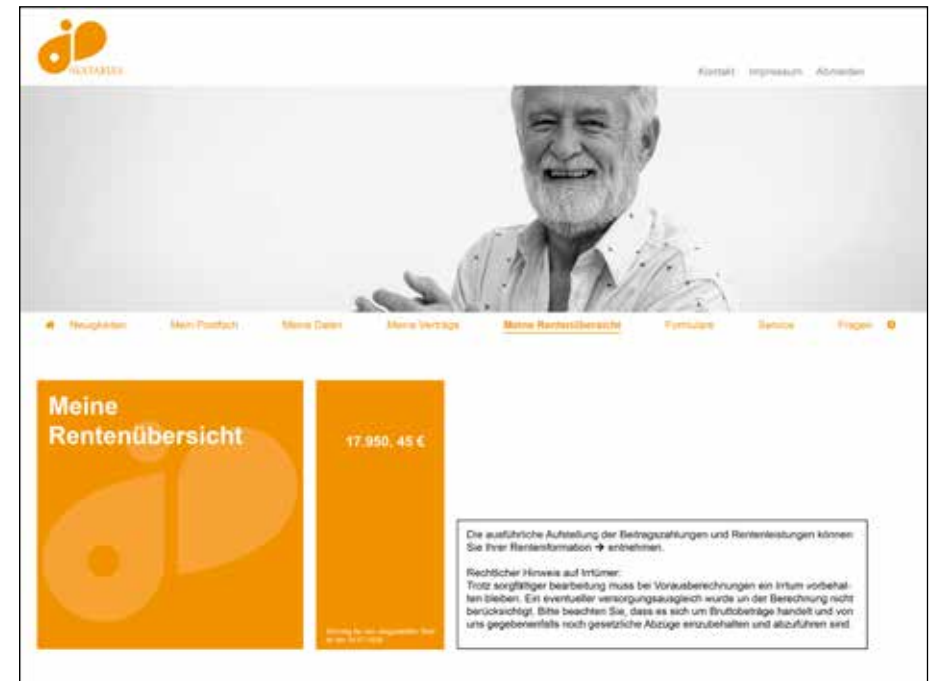 Kontakt Impressum Abmelden
Neuigkeiten Mein Postfach Meine Daten Meine Verträge Meine Rentenübersicht Formulare Service Fragen
Meine
Rentenübersicht
17.950, 45 €
Die ausführliche Aufstellung der Beitragszahlungen und Rentenleistungen können
Sie Ihrer Renteninformation ➔ entnehmen.
Rechtlicher Hinweis auf Irrtümer:
Trotz sorgfältiger bearbeitung muss bei Vorausberechnungen ein Irrtum vorbehal-
ten bleiben. Ein eventueller versorgungsausgleich wurde un der Berechnung nicht
berücksichtigt. Bitte beachten Sie, dass es sich um Bruttobeträge handelt und von
uns gegebenenfalls noch gesetzliche Abzüge einzubehalten und abzuführen sind